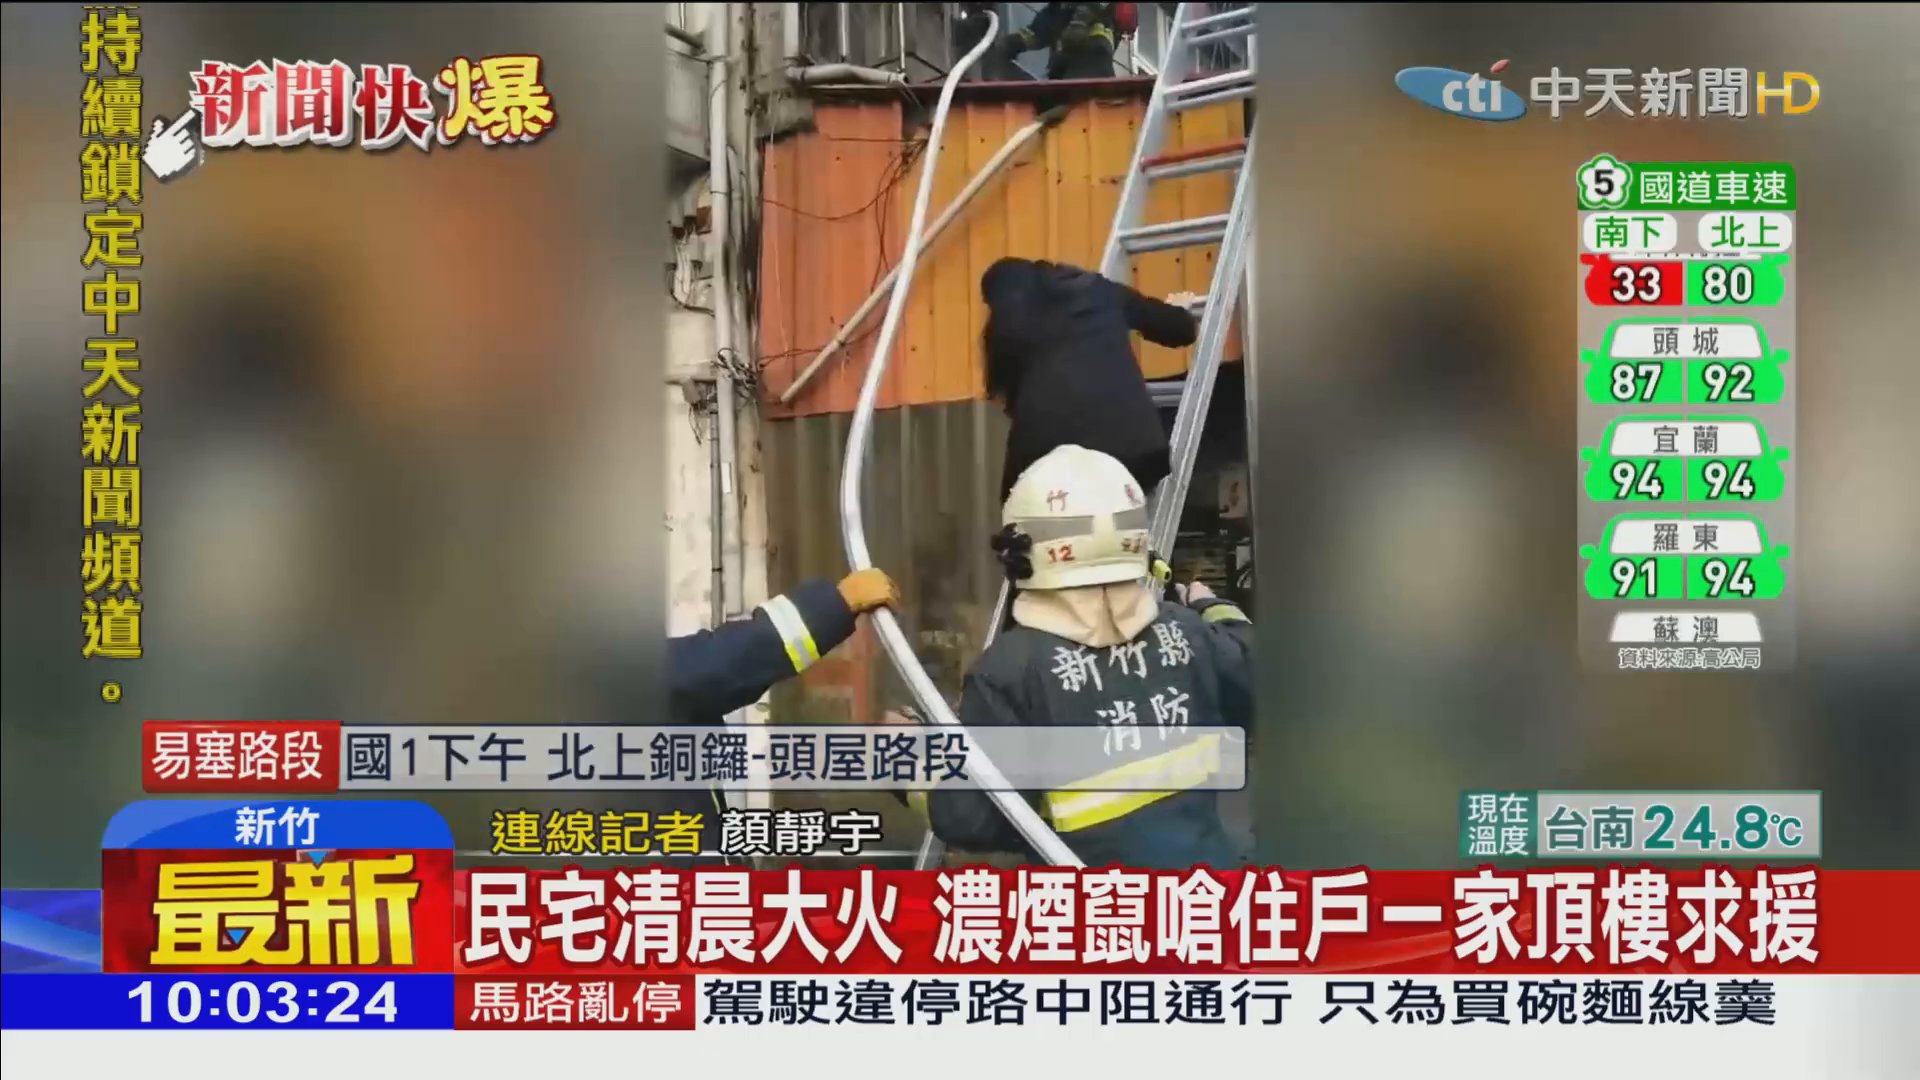 持續鎖定中天新聞頻道。
新聞快爆
cti 中天新聞HD
5 國道車速
南下 北上
33 80
頭城
87 92
宜蘭
94 94
羅東
91 94
蘇澳
資料來源:高公局
竹
12
新竹縣
消防
易塞路段 國1下午 北上銅鑼-頭屋路段
新竹
連線記者 顏靜宇
現在溫度 台南 24.8℃
最新
民宅清晨大火 濃煙竄嗆住戶一家頂樓求援
10:03:24
馬路亂停 駕駛違停路中阻通行 只為買碗麵線羹